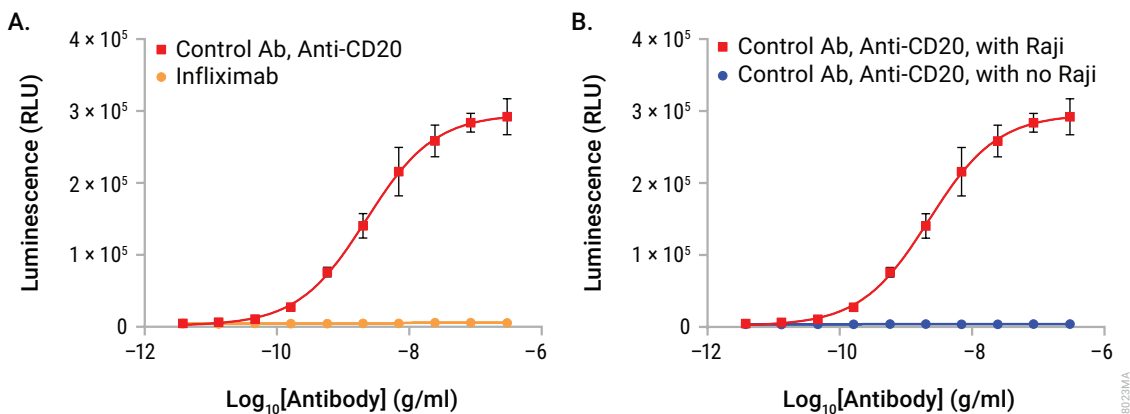 A.
4 × 10⁵
3 × 10⁵
2 × 10⁵
1 × 10⁵
0
Luminescence (RLU)
Control Ab, Anti-CD20
Infliximab
–12
–10
–8
–6
Log₁₀[Antibody] (g/ml)
B.
4 × 10⁵
3 × 10⁵
2 × 10⁵
1 × 10⁵
0
Luminescence (RLU)
Control Ab, Anti-CD20, with Raji
Control Ab, Anti-CD20, with no Raji
–12
–10
–8
–6
Log₁₀[Antibody] (g/ml)
8023MA